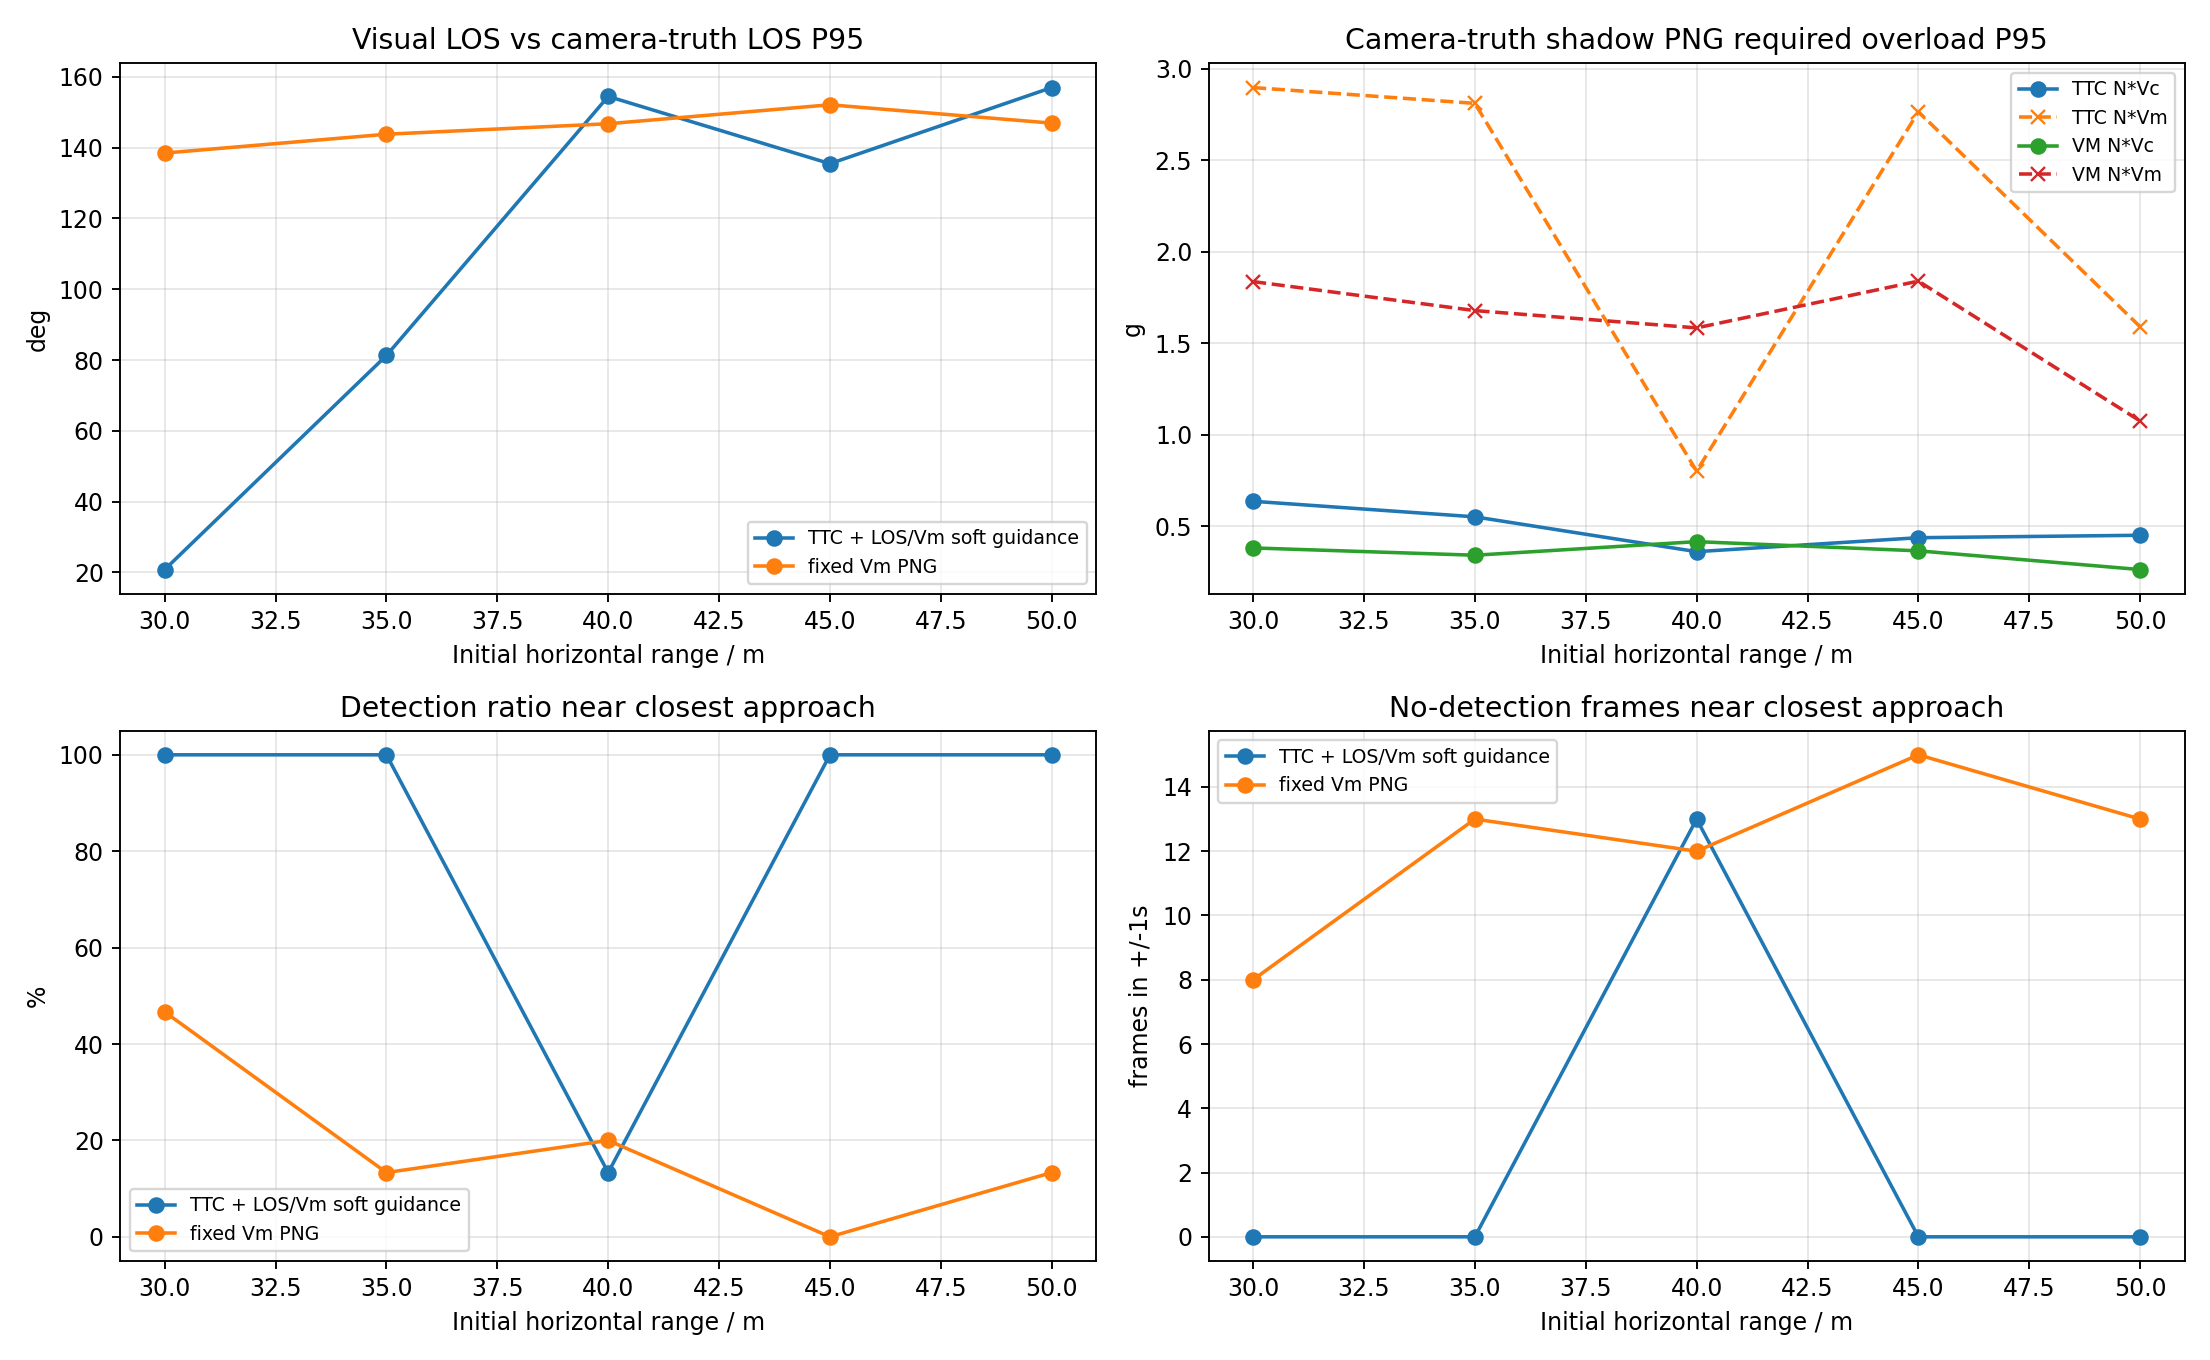 Visual LOS vs camera-truth LOS P95
160
140
120
100
80
60
40
20
deg
TTC + LOS/Vm soft guidance
fixed Vm PNG
30.0 32.5 35.0 37.5 40.0 42.5 45.0 47.5 50.0
Initial horizontal range / m
Camera-truth shadow PNG required overload P95
3.0
2.5
2.0
1.5
1.0
0.5
g
TTC N*Vc
TTC N*Vm
VM N*Vc
VM N*Vm
30.0 32.5 35.0 37.5 40.0 42.5 45.0 47.5 50.0
Initial horizontal range / m
Detection ratio near closest approach
100
80
60
40
20
0
%
TTC + LOS/Vm soft guidance
fixed Vm PNG
30.0 32.5 35.0 37.5 40.0 42.5 45.0 47.5 50.0
Initial horizontal range / m
No-detection frames near closest approach
TTC + LOS/Vm soft guidance
fixed Vm PNG
14
12
10
8
6
4
2
0
frames in +/-1s
30.0 32.5 35.0 37.5 40.0 42.5 45.0 47.5 50.0
Initial horizontal range / m